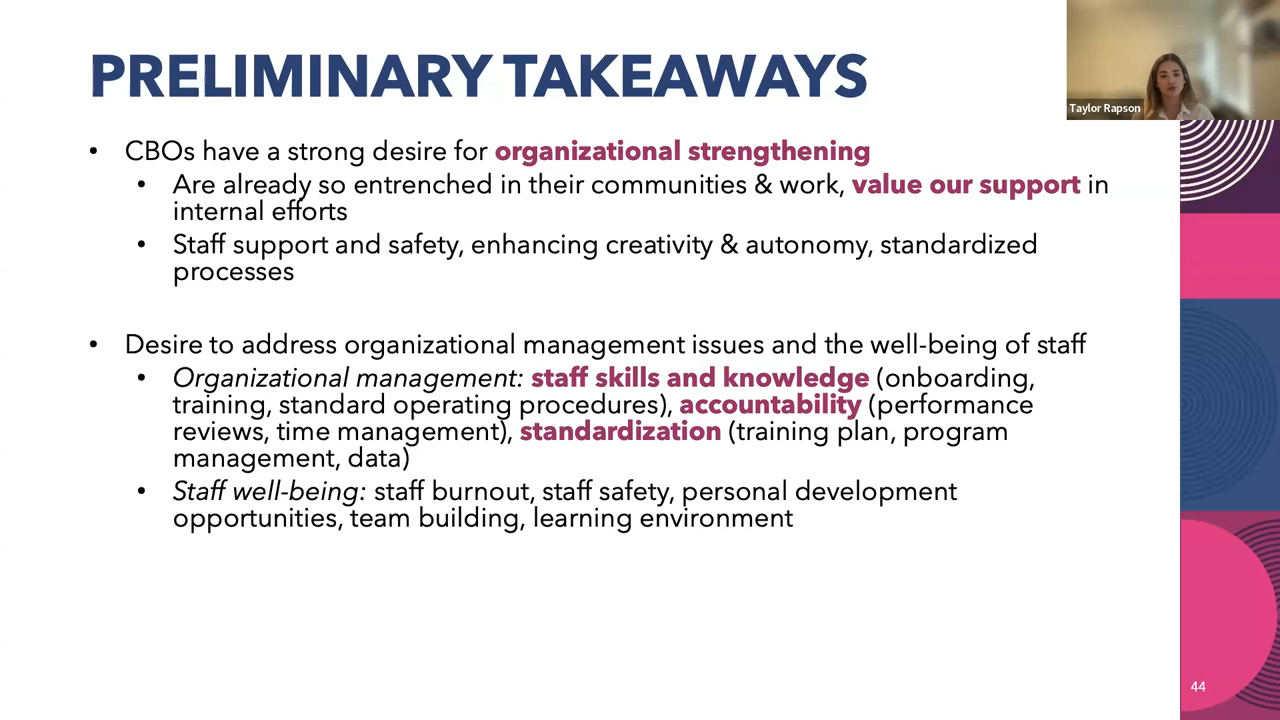 PRELIMINARY TAKEAWAYS
Taylor Rapson
• CBOs have a strong desire for organizational strengthening
• Are already so entrenched in their communities & work, value our support in
internal efforts
• Staff support and safety, enhancing creativity & autonomy, standardized
processes
• Desire to address organizational management issues and the well-being of staff
• Organizational management: staff skills and knowledge (onboarding,
training, standard operating procedures), accountability (performance
reviews, time management), standardization (training plan, program
management, data)
• Staff well-being: staff burnout, staff safety, personal development
opportunities, team building, learning environment
44